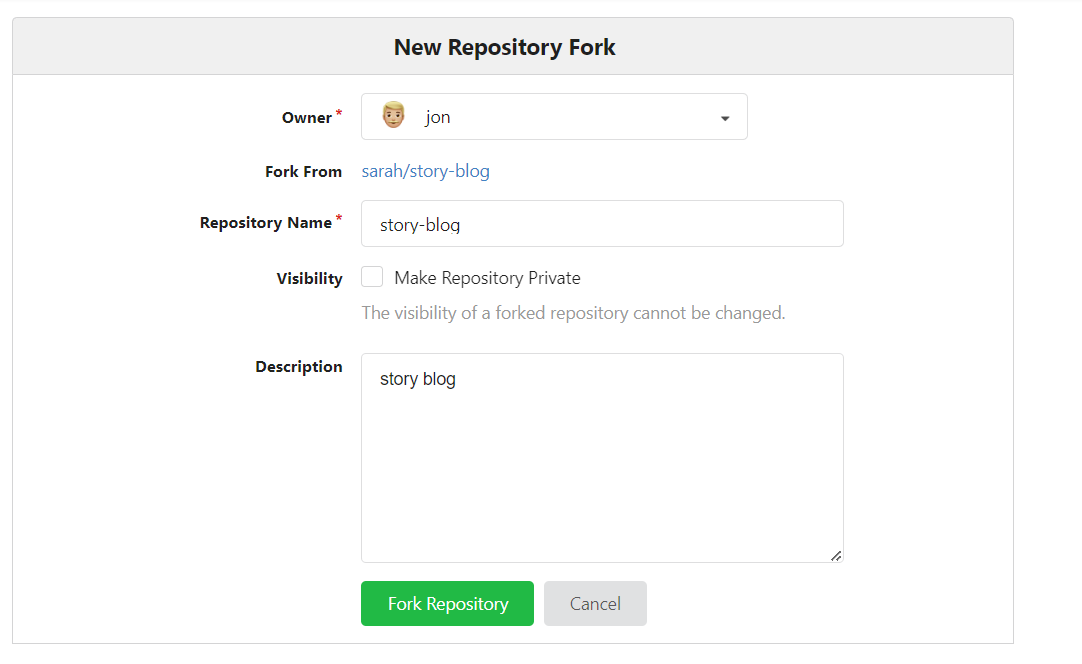 New Repository Fork
Owner *
jon
Fork From
sarah/story-blog
Repository Name *
story-blog
Visibility
Make Repository Private
The visibility of a forked repository cannot be changed.
Description
story blog
Fork Repository
Cancel